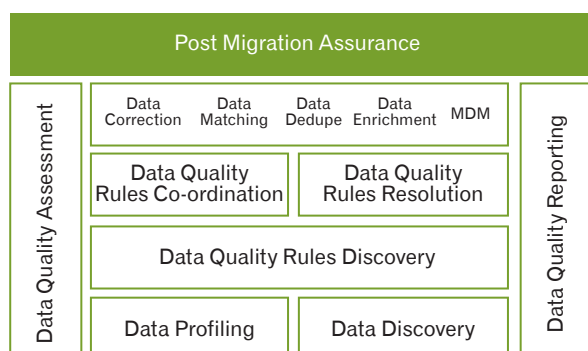 Post Migration Assurance
Data Quality Assessment
Data
Correction
Data
Matching
Data
Dedupe
Data
Enrichment
MDM
Data Quality
Rules Co-ordination
Data Quality
Rules Resolution
Data Quality Rules Discovery
Data Profiling
Data Discovery
Data Quality Reporting